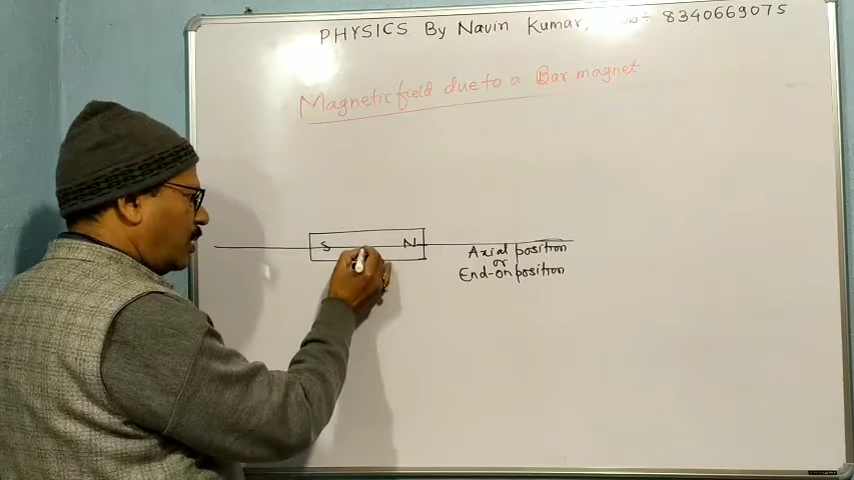 PHYSICS By Navin Kumar, 8340669075
Magnetic field due to a Bar magnet
S N
Axial position
or
End-on position